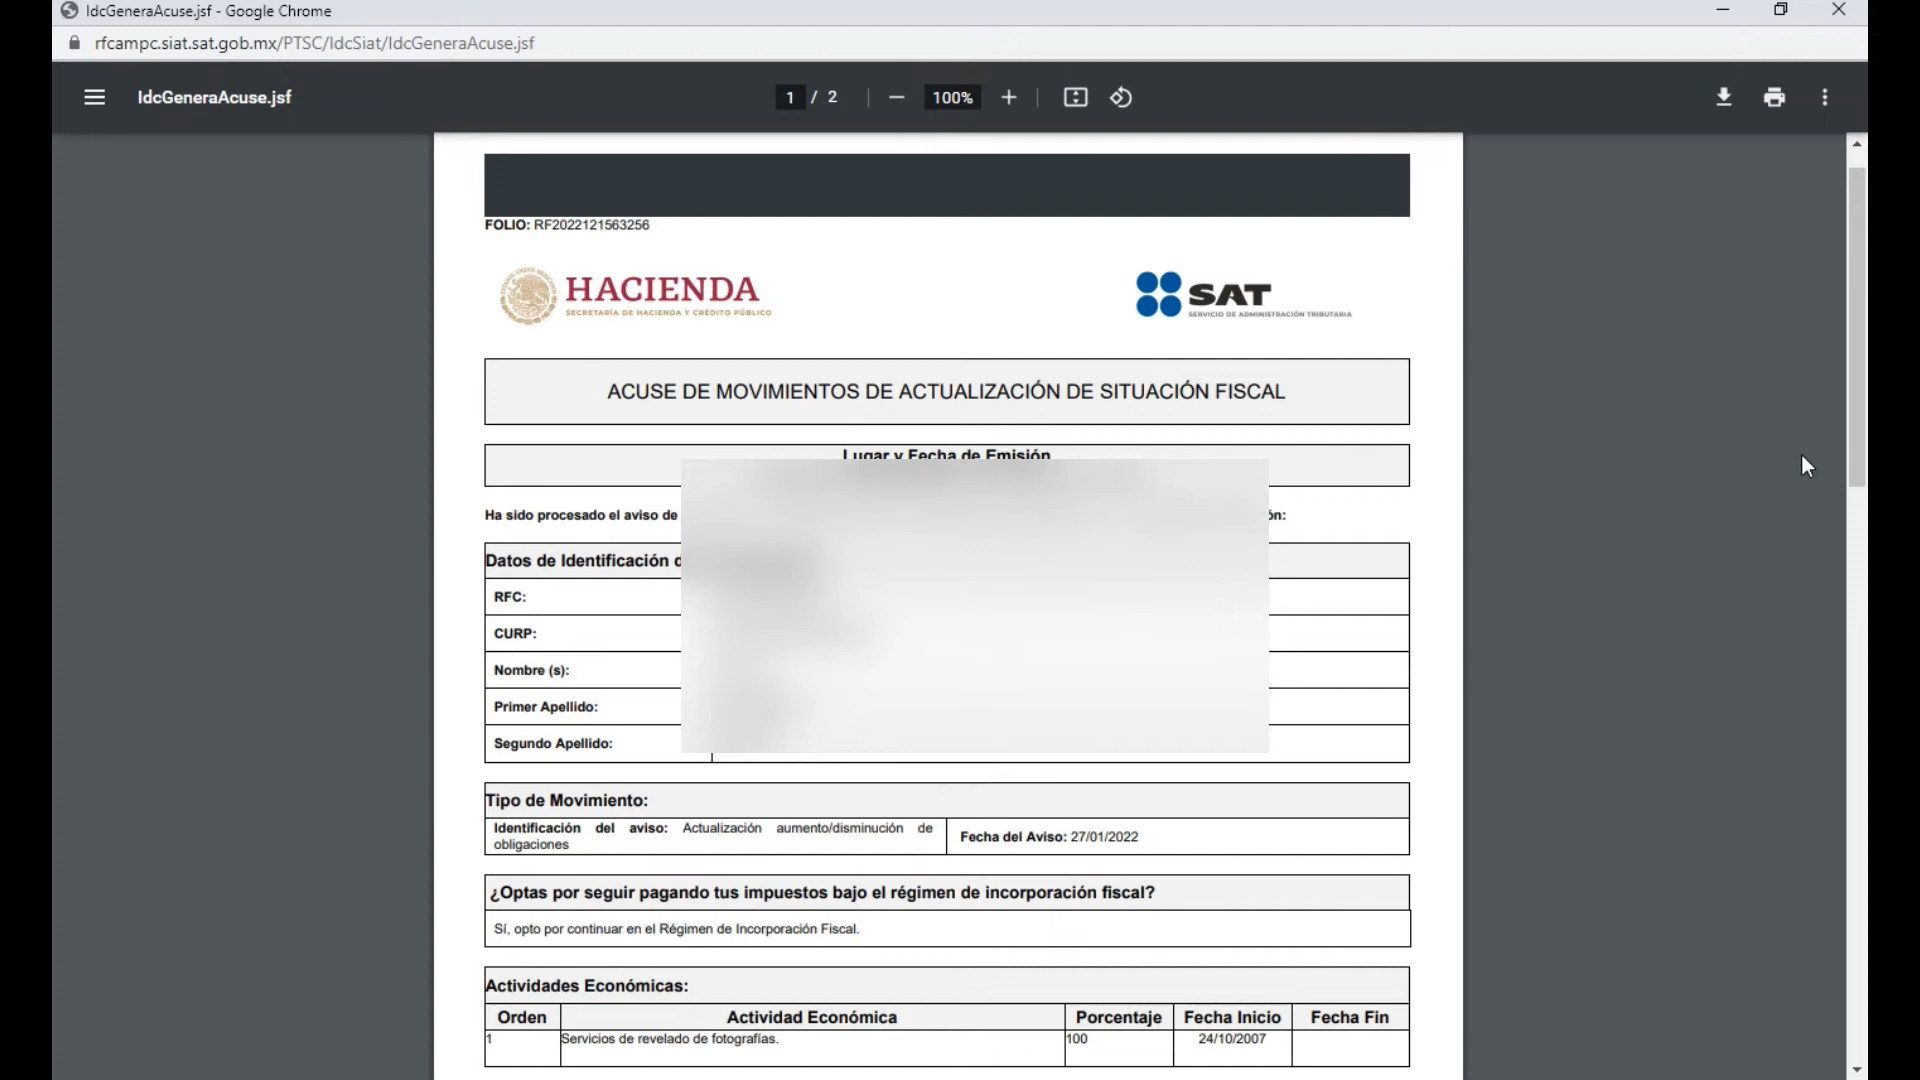 IdcGeneraAcuse.jsf - Google Chrome
rfcampc.siat.sat.gob.mx/PTSC/IdcSiat/IdcGeneraAcuse.jsf
IdcGeneraAcuse.jsf
1 / 2
100%
FOLIO: RF2022121563256
HACIENDA
SECRETARÍA DE HACIENDA Y CRÉDITO PÚBLICO
SAT
SERVICIO DE ADMINISTRACIÓN TRIBUTARIA
ACUSE DE MOVIMIENTOS DE ACTUALIZACIÓN DE SITUACIÓN FISCAL
Lugar y Fecha de Emisión
Ha sido procesado el aviso de ón:
Datos de Identificación
RFC:
CURP:
Nombre (s):
Primer Apellido:
Segundo Apellido:
Tipo de Movimiento:
Identificación del aviso: Actualización aumento/disminución de
obligaciones
Fecha del Aviso: 27/01/2022
¿Optas por seguir pagando tus impuestos bajo el régimen de incorporación fiscal?
Sí, opto por continuar en el Régimen de Incorporación Fiscal.
Actividades Económicas:
Orden Actividad Económica Porcentaje Fecha Inicio Fecha Fin
1 Servicios de revelado de fotografías. 100 24/10/2007